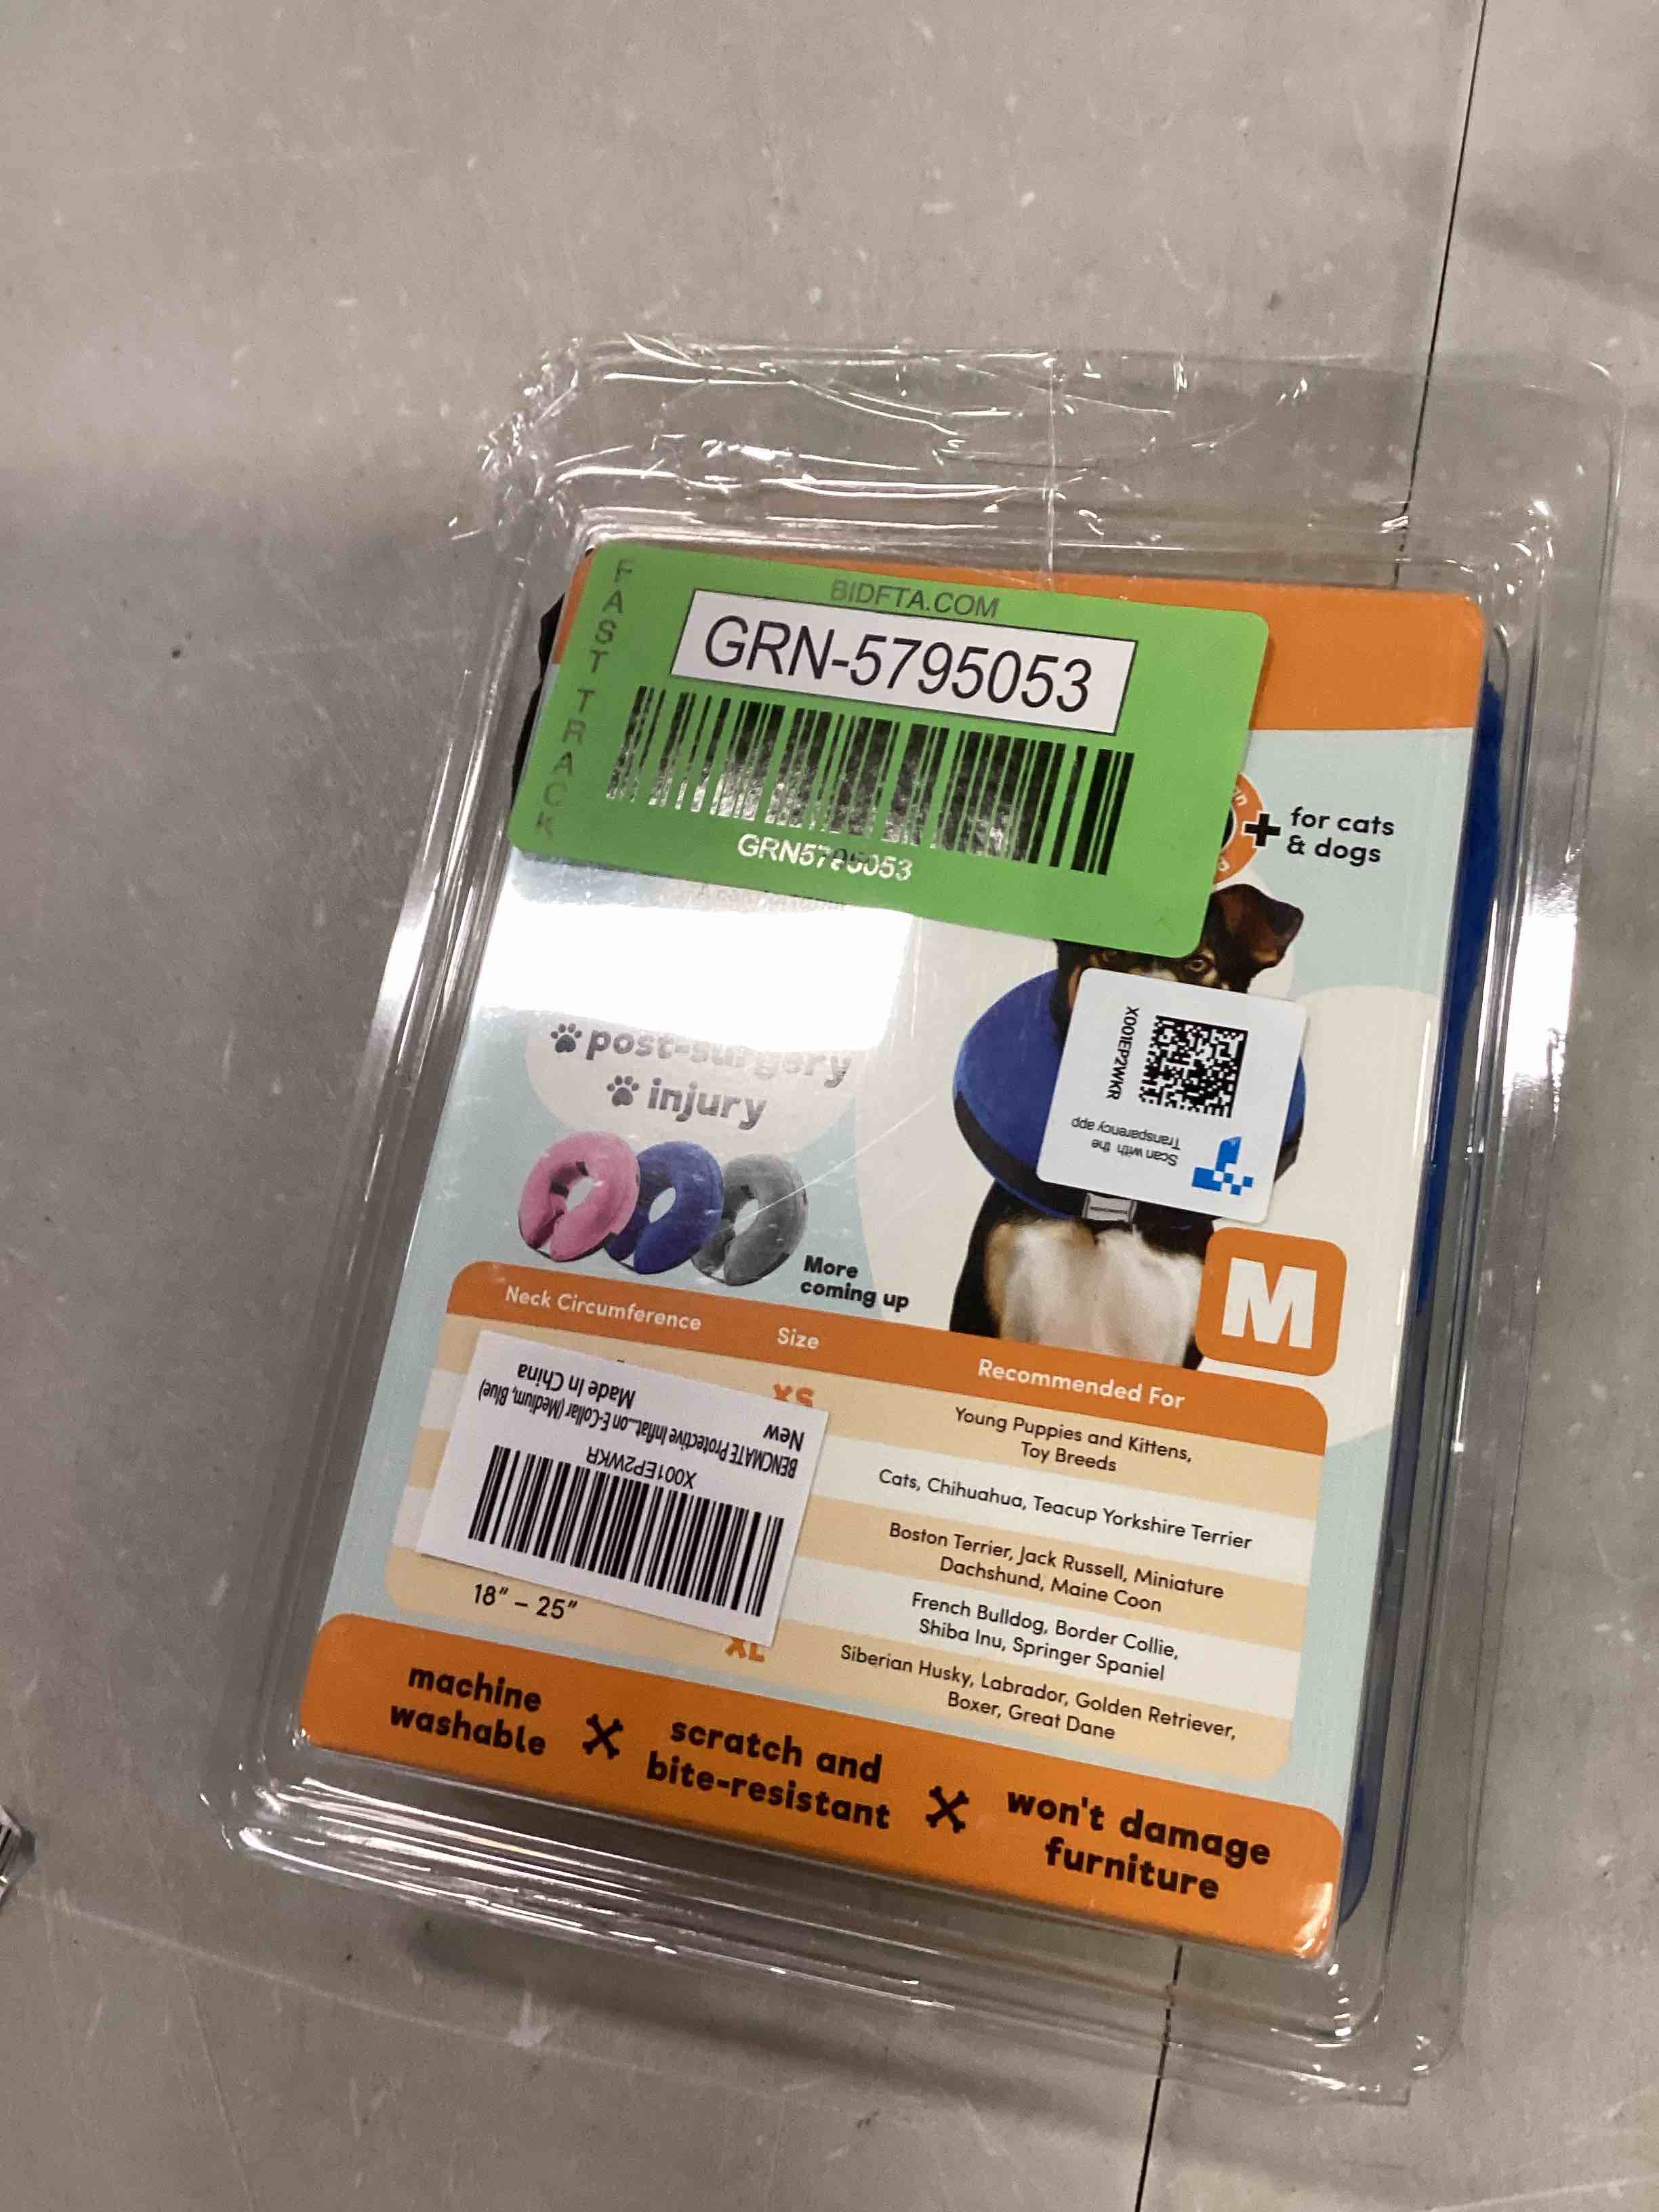 FAST TRACK
BIDFTA.COM
GRN-5795053
GRN5795053
+ for cats
& dogs
post-surgery
injury
X001EP2WKR
Scan with the
Transparency app
More
coming up
M
Neck Circumference Size Recommended For
XS Young Puppies and Kittens,
Toy Breeds
Cats, Chihuahua, Teacup Yorkshire Terrier
Boston Terrier, Jack Russell, Miniature
Dachshund, Maine Coon
French Bulldog, Border Collie,
Shiba Inu, Springer Spaniel
18" – 25" XL Siberian Husky, Labrador, Golden Retriever,
Boxer, Great Dane
X001EP2WKR
BENCMATE Protective Inflat...on E-Collar (Medium, Blue)
New
Made In China
machine
washable
scratch and
bite-resistant
won't damage
furniture